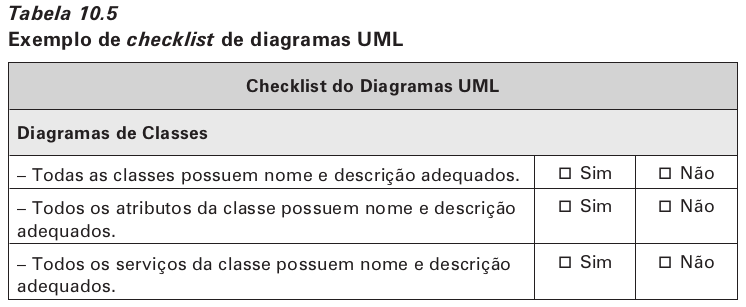 Tabela 10.5
Exemplo de checklist de diagramas UML
Checklist do Diagramas UML
Diagramas de Classes
– Todas as classes possuem nome e descrição adequados. □ Sim □ Não
– Todos os atributos da classe possuem nome e descrição □ Sim □ Não
adequados.
– Todos os serviços da classe possuem nome e descrição □ Sim □ Não
adequados.